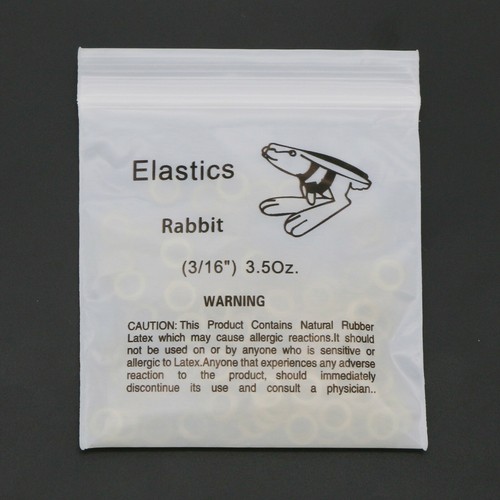 Elastics
Rabbit
(3/16") 3.5Oz.
WARNING
CAUTION: This Product Contains Natural Rubber
Latex which may cause allergic reactions.It should
not be used on or by anyone who is sensitive or
allergic to Latex.Anyone that experiences any adverse
reaction to the product, should immediately
discontinue its use and consult a physician..